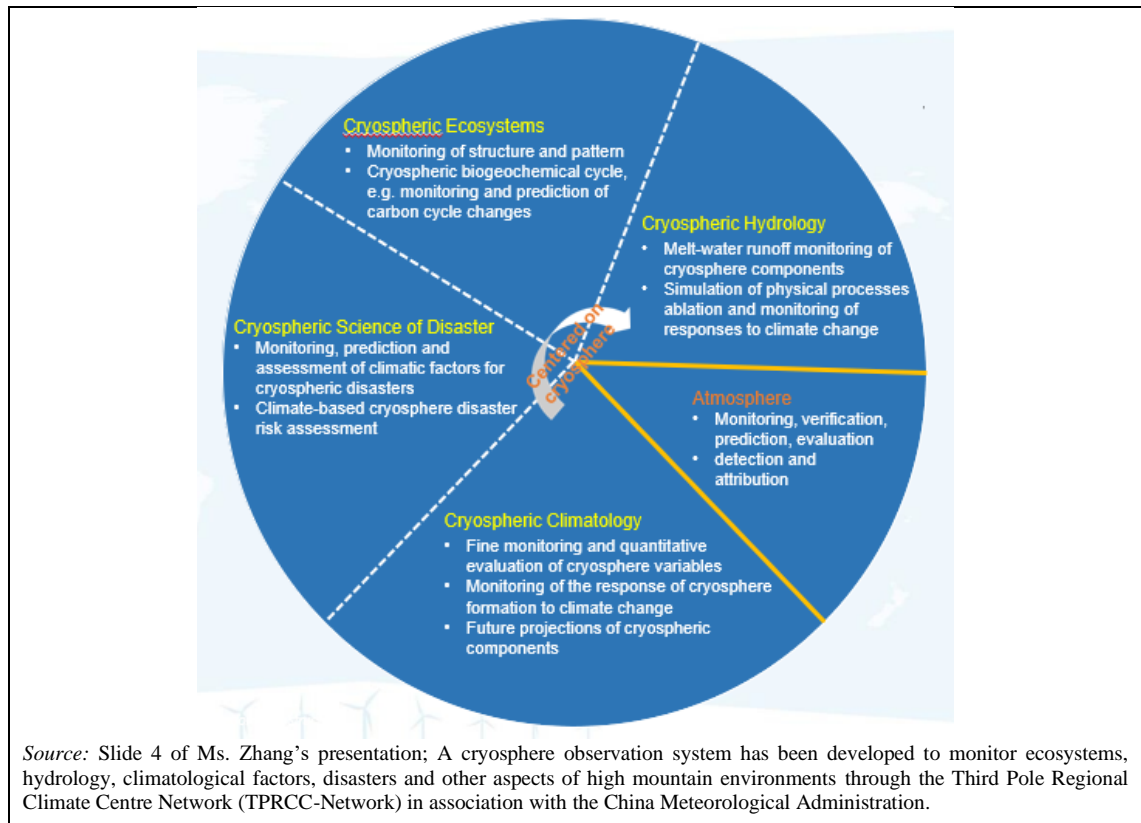 Cryospheric Ecosystems
• Monitoring of structure and pattern
• Cryospheric biogeochemical cycle,
e.g. monitoring and prediction of
carbon cycle changes
Cryospheric Hydrology
• Melt-water runoff monitoring of
cryosphere components
• Simulation of physical processes
ablation and monitoring of
responses to climate change
Cryospheric Science of Disaster
• Monitoring, prediction and
assessment of climatic factors for
cryospheric disasters
• Climate-based cryosphere disaster
risk assessment
Centered on
cryosphere
Atmosphere
• Monitoring, verification,
prediction, evaluation
• detection and
attribution
Cryospheric Climatology
• Fine monitoring and quantitative
evaluation of cryosphere variables
• Monitoring of the response of cryosphere
formation to climate change
• Future projections of cryospheric
components
Source: Slide 4 of Ms. Zhang’s presentation; A cryosphere observation system has been developed to monitor ecosystems,
hydrology, climatological factors, disasters and other aspects of high mountain environments through the Third Pole Regional
Climate Centre Network (TPRCC-Network) in association with the China Meteorological Administration.